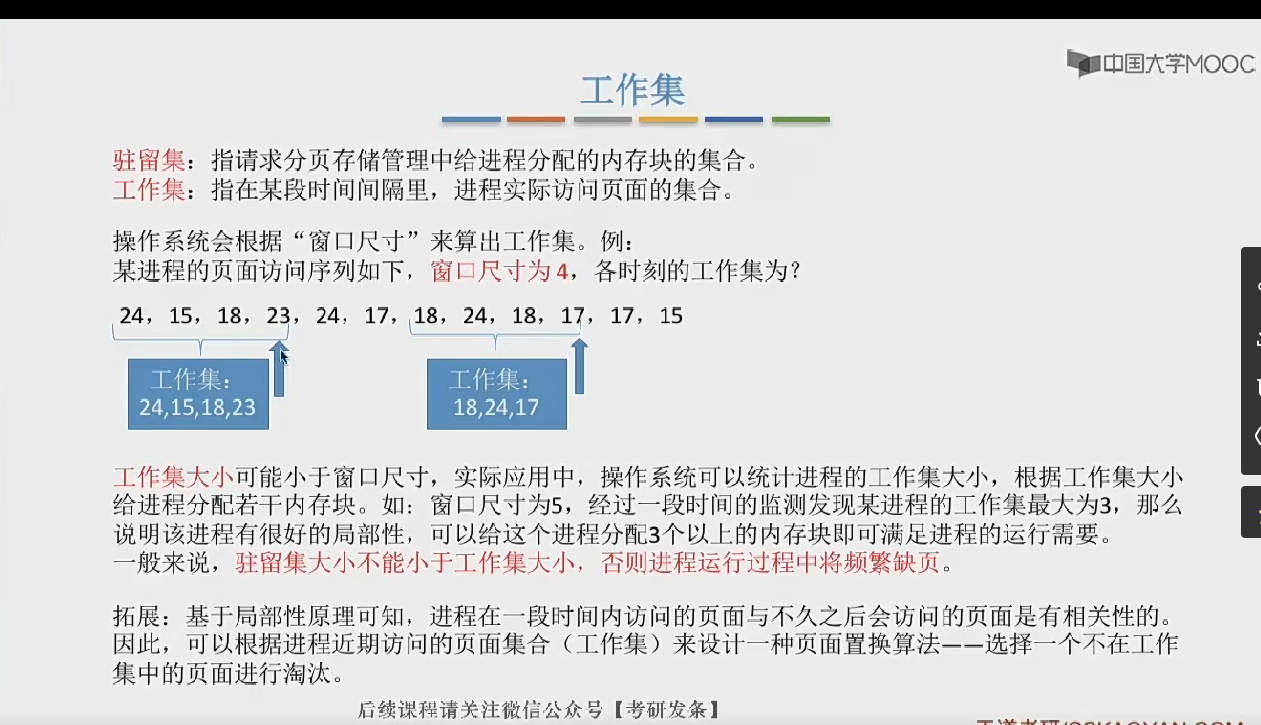 中国大学MOOC
工作集
驻留集：指请求分页存储管理中给进程分配的内存块的集合。
工作集：指在某段时间间隔里，进程实际访问页面的集合。
操作系统会根据“窗口尺寸”来算出工作集。例：
某进程的页面访问序列如下，窗口尺寸为4，各时刻的工作集为？
24，15，18，23，24，17，18，24，18，17，17，15
工作集：
24,15,18,23
工作集：
18,24,17
工作集大小可能小于窗口尺寸，实际应用中，操作系统可以统计进程的工作集大小，根据工作集大小
给进程分配若干内存块。如：窗口尺寸为5，经过一段时间的监测发现某进程的工作集最大为3，那么
说明该进程有很好的局部性，可以给这个进程分配3个以上的内存块即可满足进程的运行需要。
一般来说，驻留集大小不能小于工作集大小，否则进程运行过程中将频繁缺页。
拓展：基于局部性原理可知，进程在一段时间内访问的页面与不久之后会访问的页面是有相关性的。
因此，可以根据进程近期访问的页面集合（工作集）来设计一种页面置换算法——选择一个不在工作
集中的页面进行淘汰。
后续课程请关注微信公众号【考研发条】